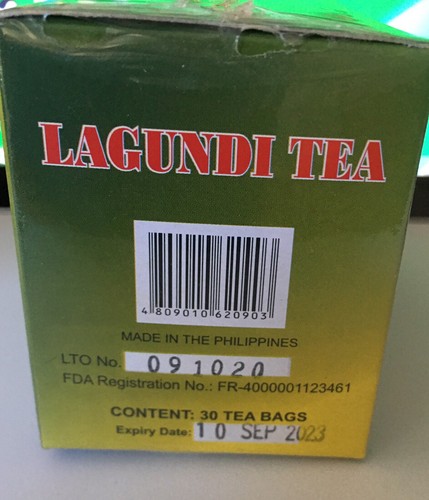 LAGUNDI TEA
4 809010 620903
MADE IN THE PHILIPPINES
LTO No. 091020
FDA Registration No.: FR-4000001123461
CONTENT: 30 TEA BAGS
Expiry Date: 10 SEP 2023